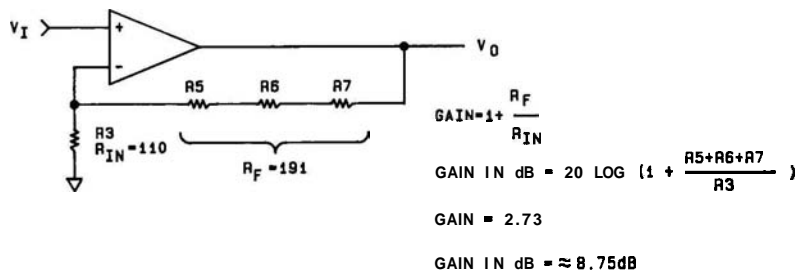 V_I
+
-
V_O
R5 R6 R7
R3
R_IN=110
R_F=191
GAIN=1+ R_F / R_IN
GAIN IN dB = 20 LOG (1 + R5+R6+R7 / R3 )
GAIN = 2.73
GAIN IN dB = ≈8.75dB